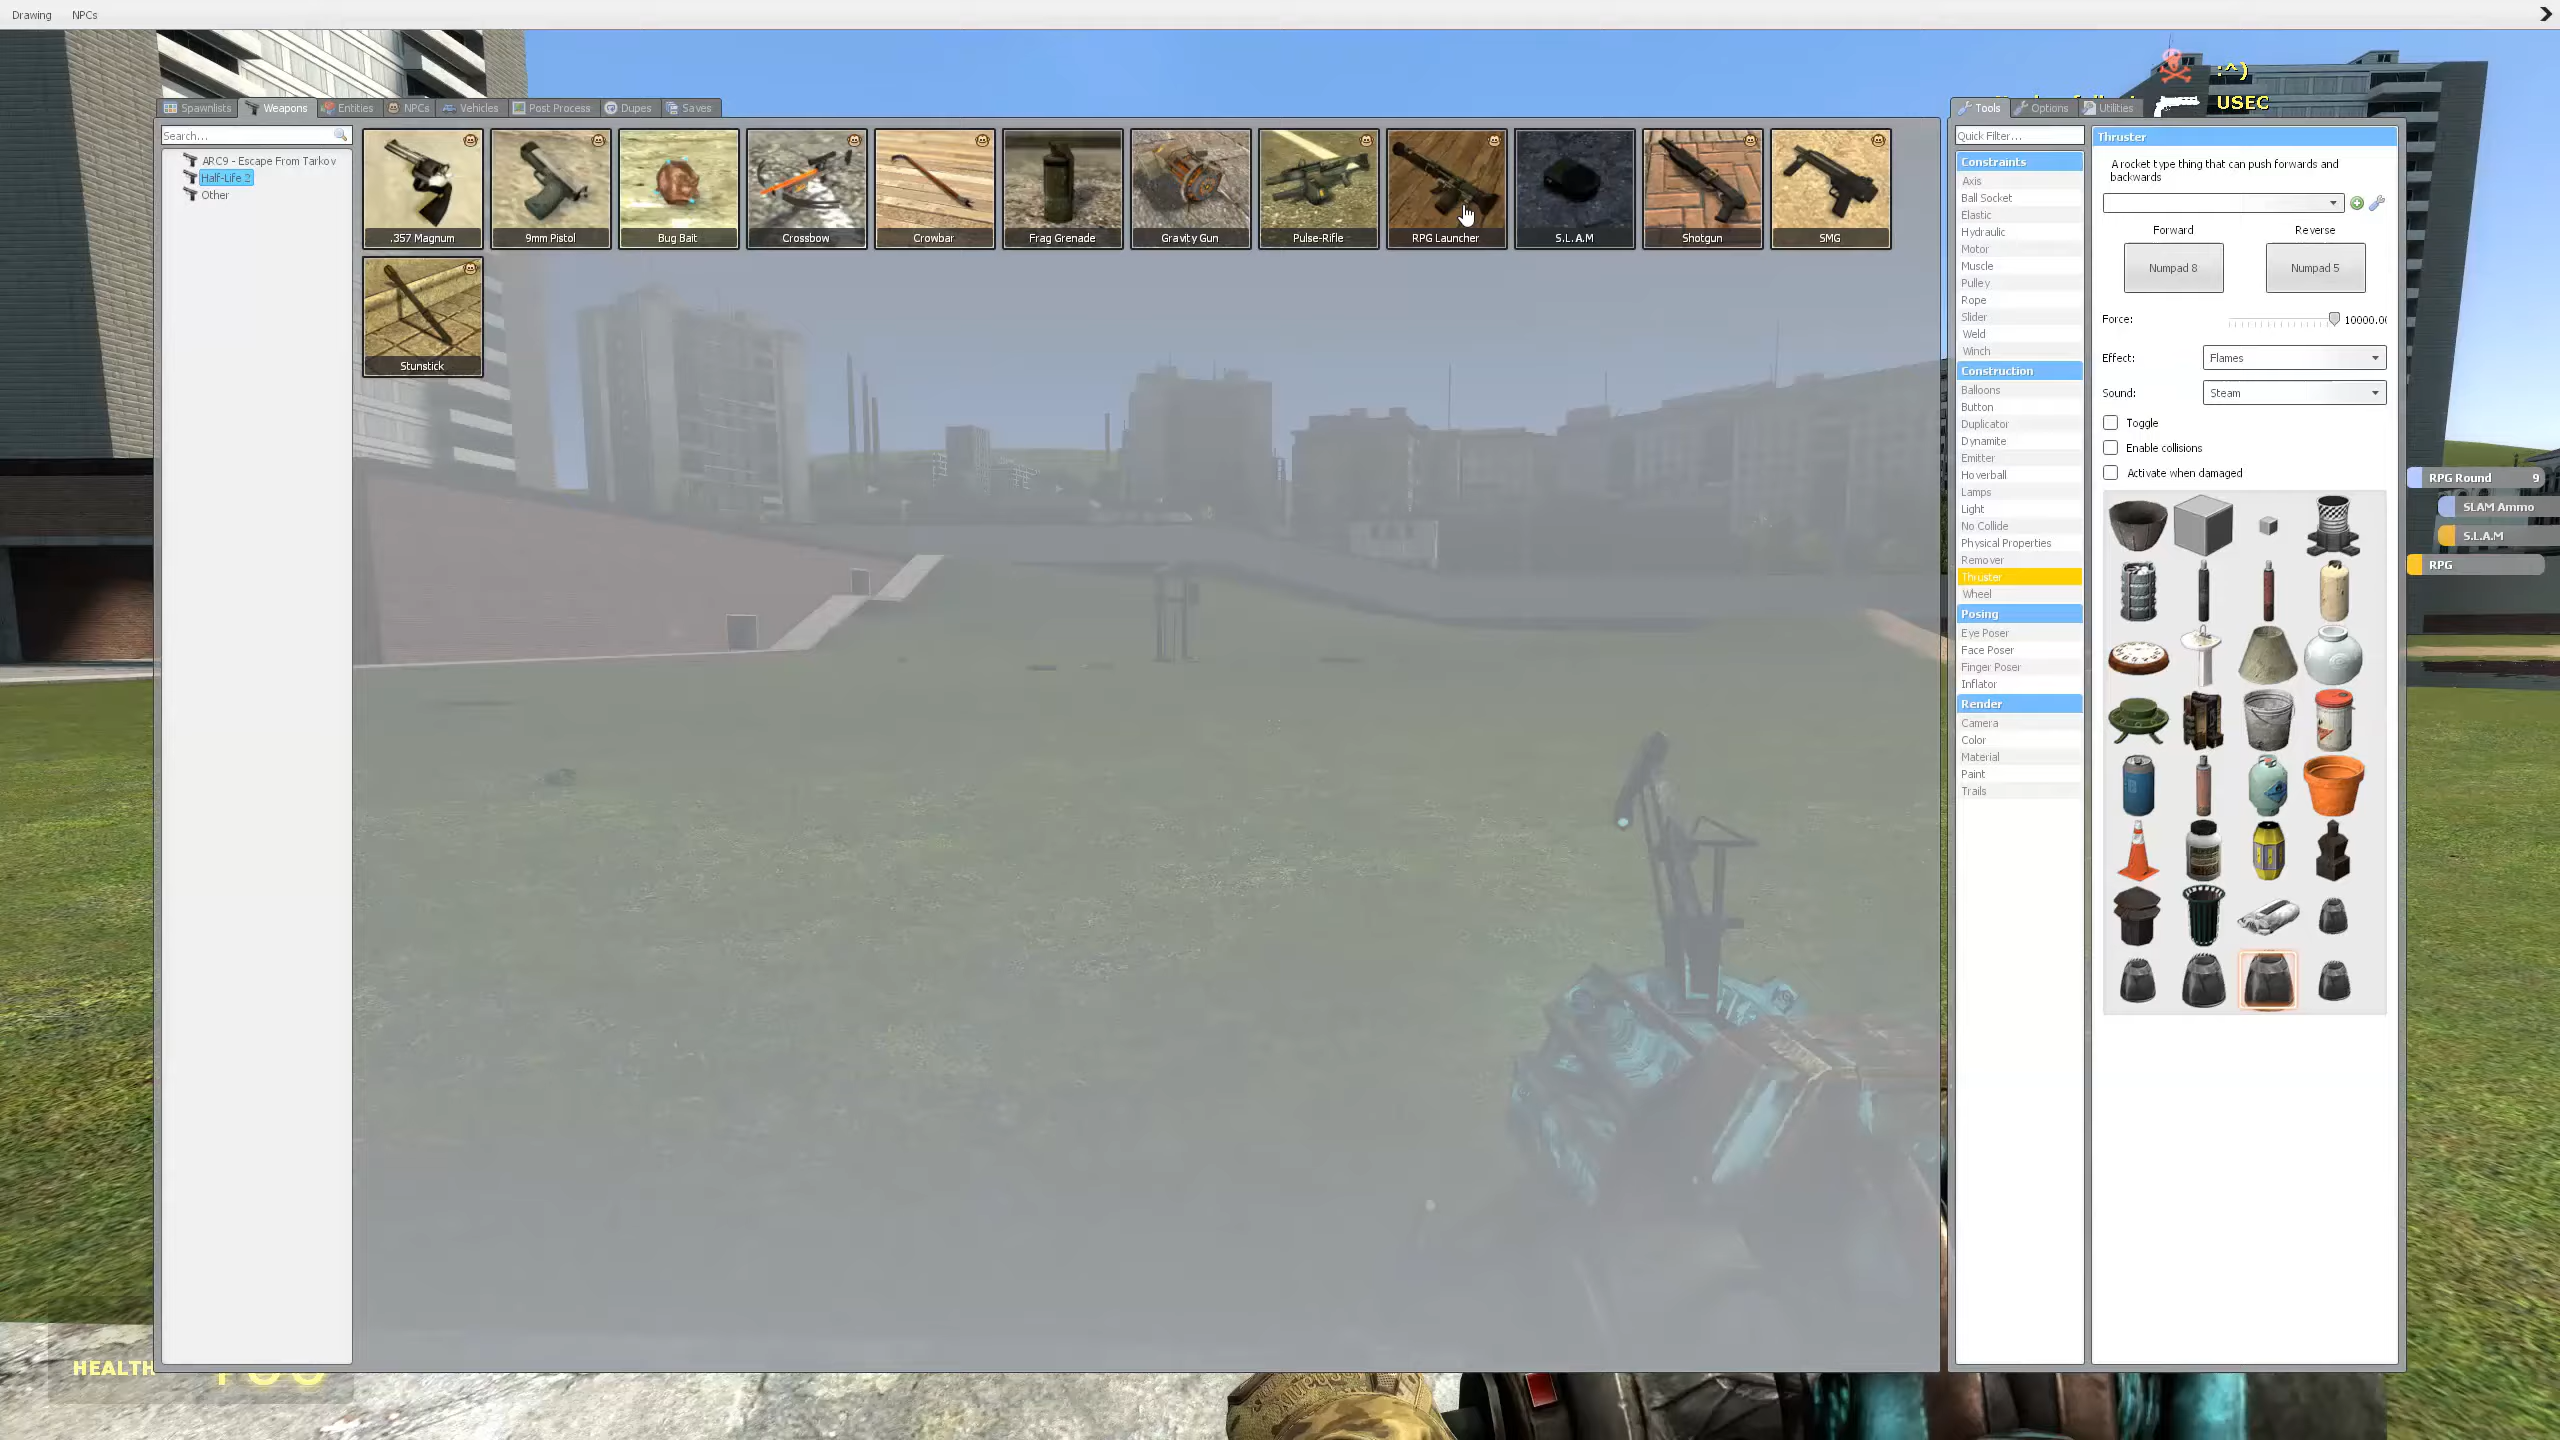 Drawing NPCs
:^)
USEC
Spawnlists Weapons Entities NPCs Vehicles Post Process Dupes Saves
Search...
ARC9 - Escape From Tarkov
Half-Life 2
Other
.357 Magnum
9mm Pistol
Bug Bait
Crossbow
Crowbar
Frag Grenade
Gravity Gun
Pulse-Rifle
RPG Launcher
S.L.A.M
Shotgun
SMG
Stunstick
Tools Options Utilities
Quick Filter...
Constraints
Axis
Ball Socket
Elastic
Hydraulic
Motor
Muscle
Pulley
Rope
Slider
Weld
Winch
Construction
Balloons
Button
Duplicator
Dynamite
Emitter
Hoverball
Lamps
Light
No Collide
Physical Properties
Remover
Thruster
Wheel
Posing
Eye Poser
Face Poser
Finger Poser
Inflator
Render
Camera
Color
Material
Paint
Trails
Thruster
A rocket type thing that can push forwards and
backwards
Forward Reverse
Numpad 8 Numpad 5
Force: 10000.00
Effect: Flames
Sound: Steam
Toggle
Enable collisions
Activate when damaged
RPG Round 9
SLAM Ammo
S.L.A.M
RPG
HEALTH 100